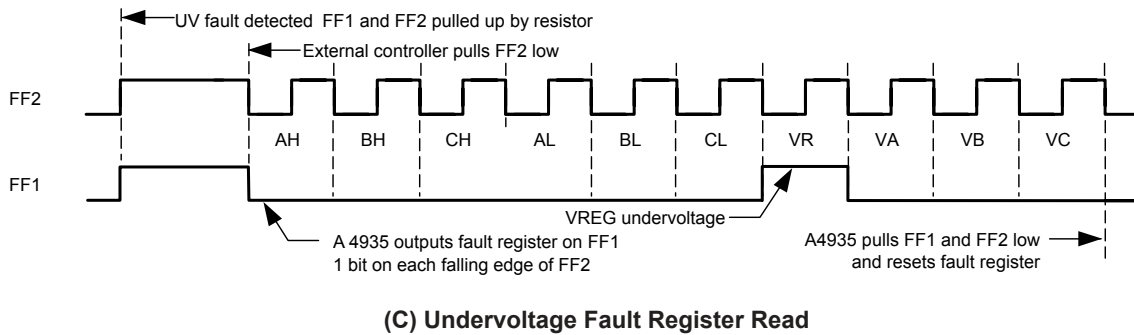 UV fault detected  FF1 and FF2 pulled up by resistor
External controller pulls FF2 low
FF2
AH BH CH AL BL CL VR VA VB VC
FF1
VREG undervoltage
A 4935 outputs fault register on FF1
1 bit on each falling edge of FF2
A4935 pulls FF1 and FF2 low
and resets fault register
(C) Undervoltage Fault Register Read